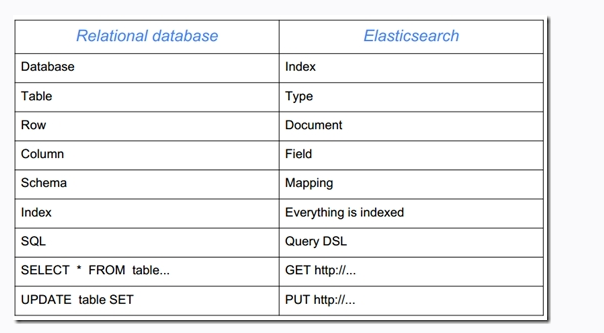 Relational database Elasticsearch
Database Index
Table Type
Row Document
Column Field
Schema Mapping
Index Everything is indexed
SQL Query DSL
SELECT * FROM table... GET http://...
UPDATE table SET PUT http://...